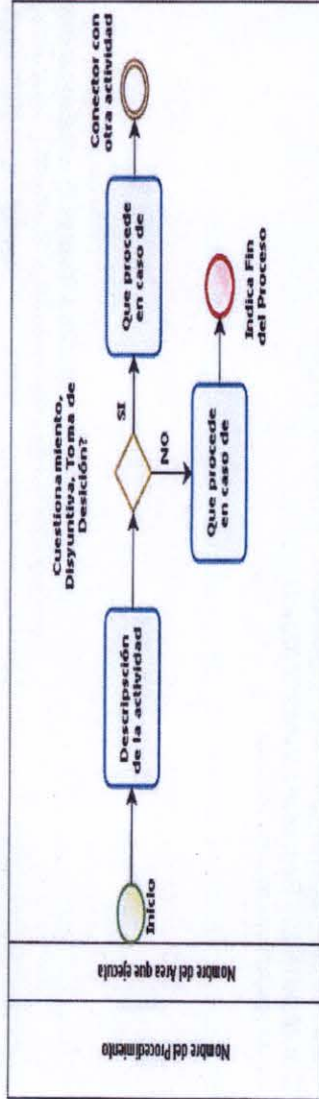 Nombre del Procedimiento
Nombre del Area que ejecuta
Inicio
Descripsción
de la actividad
Cuestionamiento,
Disyuntiva, Toma de
Desición?
SI
NO
Que procede
en caso de
Conector con
otra actividad
Que procede
en caso de
Indica Fin
del Proceso